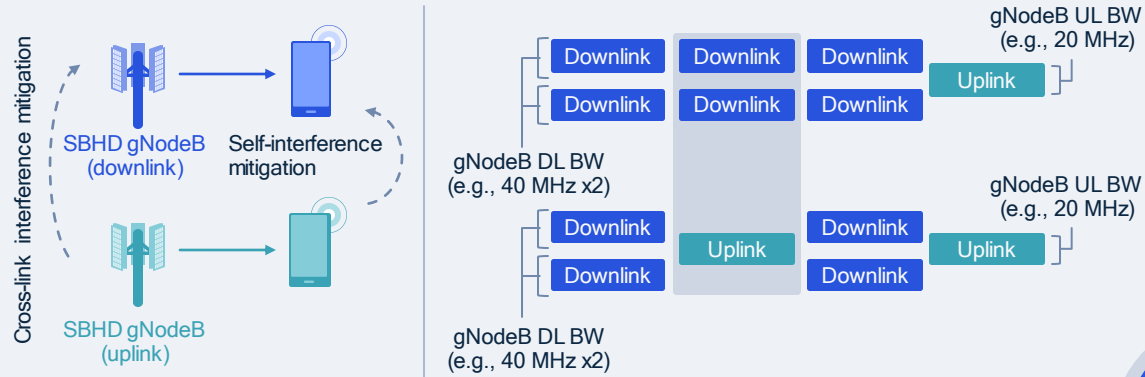 Cross-link interference mitigation
SBHD gNodeB
(downlink)
Self-interference
mitigation
SBHD gNodeB
(uplink)
gNodeB UL BW
(e.g., 20 MHz)
Downlink
Downlink
Downlink
Uplink
Downlink
Downlink
Downlink
gNodeB DL BW
(e.g., 40 MHz x2)
gNodeB UL BW
(e.g., 20 MHz)
Downlink
Downlink
Uplink
Uplink
Downlink
Downlink
gNodeB DL BW
(e.g., 40 MHz x2)